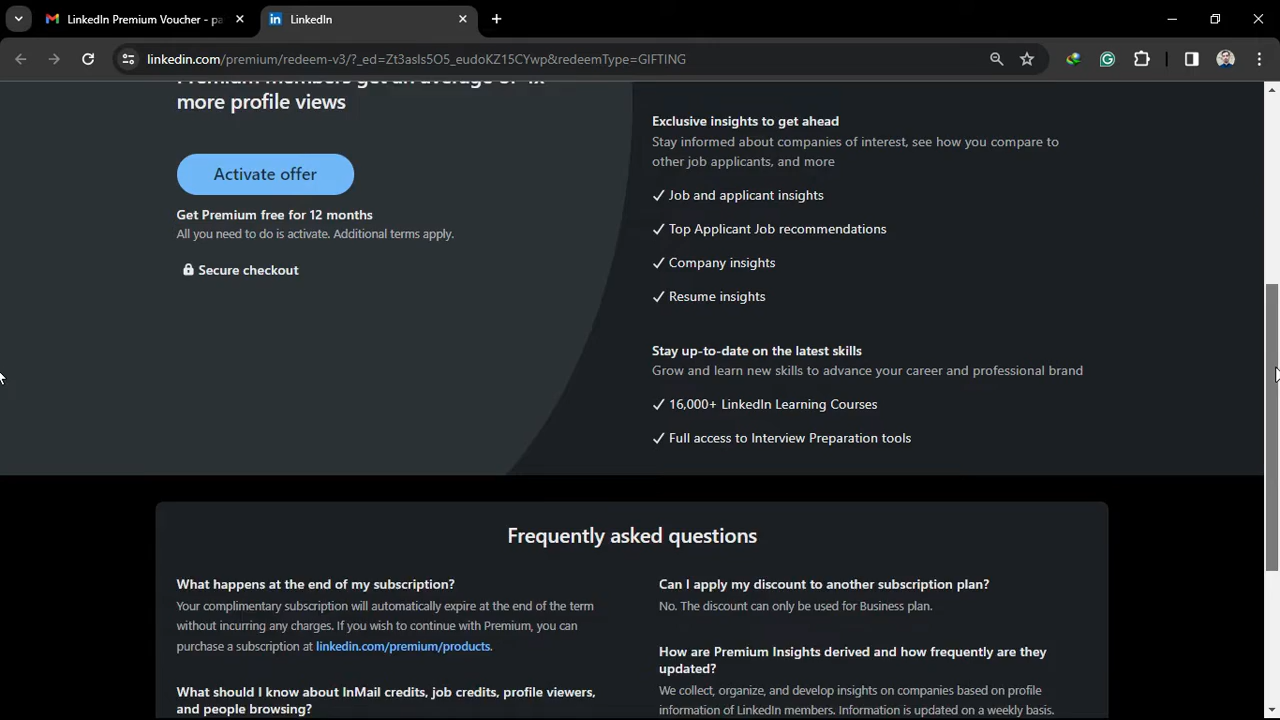 LinkedIn Premium Voucher - pa
LinkedIn
linkedin.com/premium/redeem-v3/?_ed=Zt3asIs5O5_eudoKZ15CYwp&redeemType=GIFTING
Premium members get an average of 4x
more profile views
Activate offer
Get Premium free for 12 months
All you need to do is activate. Additional terms apply.
Secure checkout
Exclusive insights to get ahead
Stay informed about companies of interest, see how you compare to
other job applicants, and more
✓ Job and applicant insights
✓ Top Applicant Job recommendations
✓ Company insights
✓ Resume insights
Stay up-to-date on the latest skills
Grow and learn new skills to advance your career and professional brand
✓ 16,000+ LinkedIn Learning Courses
✓ Full access to Interview Preparation tools
Frequently asked questions
What happens at the end of my subscription?
Your complimentary subscription will automatically expire at the end of the term
without incurring any charges. If you wish to continue with Premium, you can
purchase a subscription at linkedin.com/premium/products.
What should I know about InMail credits, job credits, profile viewers,
and people browsing?
Can I apply my discount to another subscription plan?
No. The discount can only be used for Business plan.
How are Premium Insights derived and how frequently are they
updated?
We collect, organize, and develop insights on companies based on profile
information of LinkedIn members. Information is updated on a weekly basis.